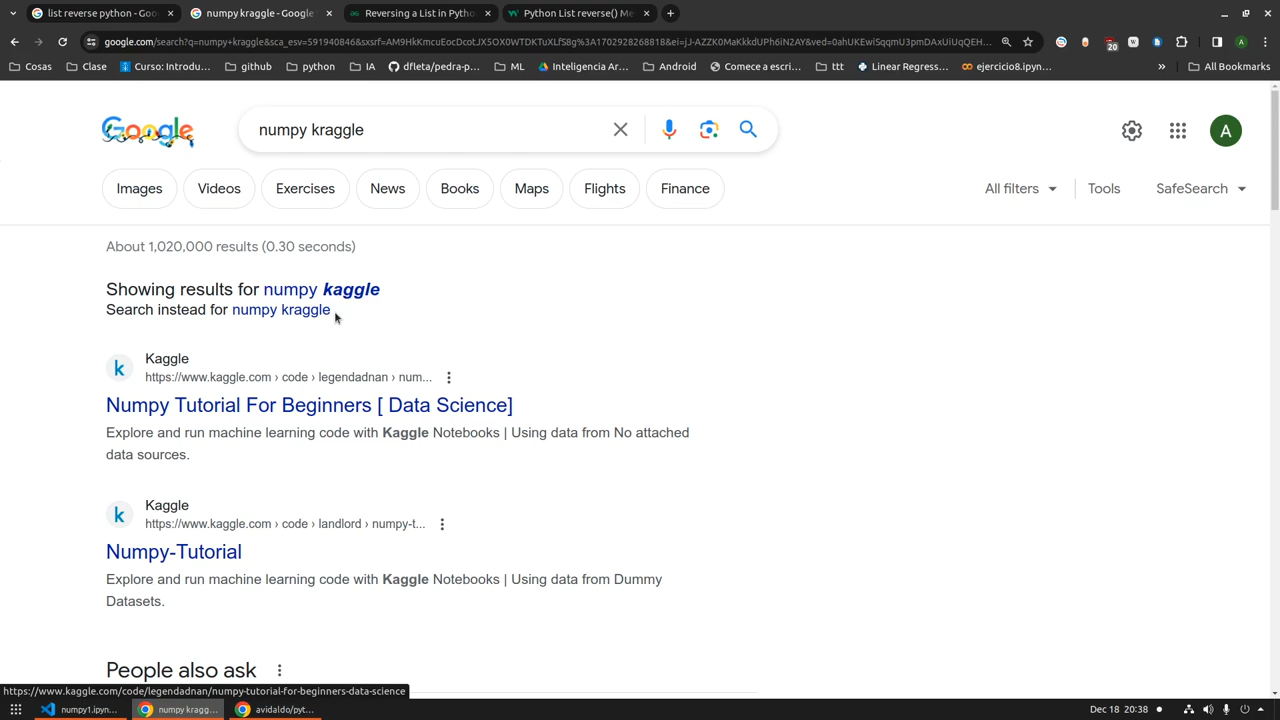 list reverse python - Goo
numpy kraggle - Google
Reversing a List in Pytho
Python List reverse() Me
google.com/search?q=numpy+kraggle&sca_esv=591940846&sxsrf=AM9HkKmcuEocDcotJX5OX0WTDKTuXLfS8g%3A1702928268818&ei=jJ-AZZK0MaKkkdUPh6iN2AY&ved=0ahUKEwiSqqmU3pmDAxUiUqQEH...
20
Cosas
Clase
Curso: Introdu...
github
python
IA
dfleta/pedra-p...
ML
Inteligencia Ar...
Android
Comece a escri...
ttt
Linear Regress...
ejercicio8.ipyn...
»
All Bookmarks
Google
numpy kraggle
A
Images
Videos
Exercises
News
Books
Maps
Flights
Finance
All filters
Tools
SafeSearch
About 1,020,000 results (0.30 seconds)
Showing results for numpy kaggle
Search instead for numpy kraggle
k
Kaggle
https://www.kaggle.com › code › legendadnan › num...
Numpy Tutorial For Beginners [ Data Science]
Explore and run machine learning code with Kaggle Notebooks | Using data from No attached
data sources.
k
Kaggle
https://www.kaggle.com › code › landlord › numpy-t...
Numpy-Tutorial
Explore and run machine learning code with Kaggle Notebooks | Using data from Dummy
Datasets.
People also ask
https://www.kaggle.com/code/legendadnan/numpy-tutorial-for-beginners-data-science
numpy1.ipyn...
numpy kragg...
avidaldo/pyt...
Dec 18 20:38